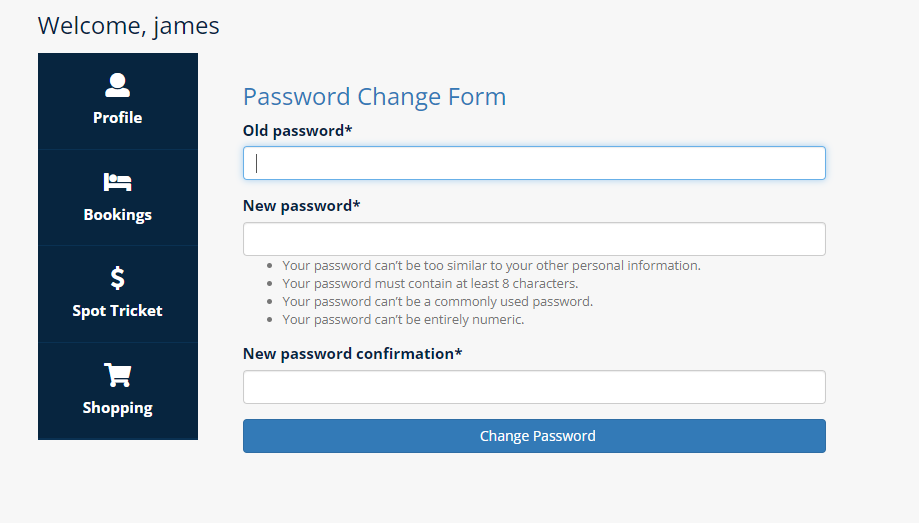 Welcome, james
Profile
Bookings
Spot Tricket
Shopping
Password Change Form
Old password*
New password*
Your password can't be too similar to your other personal information.
Your password must contain at least 8 characters.
Your password can't be a commonly used password.
Your password can't be entirely numeric.
New password confirmation*
Change Password